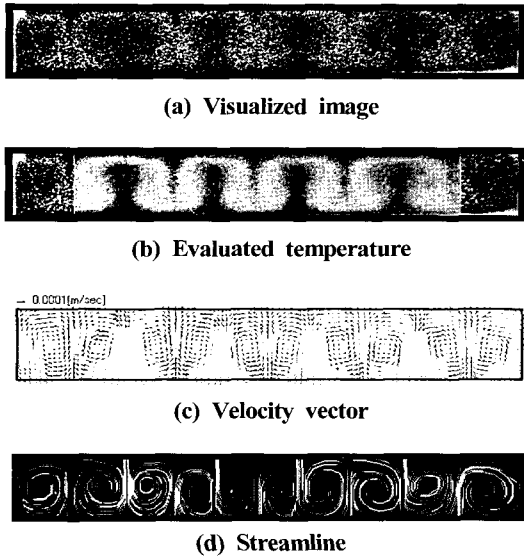 (a) Visualized image
(b) Evaluated temperature
→ 0.0001[m/sec]
(c) Velocity vector
(d) Streamline